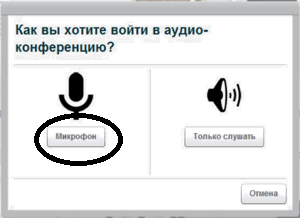 Как вы хотите войти в аудио-
конференцию?
Микрофон
Только слушать
Отмена